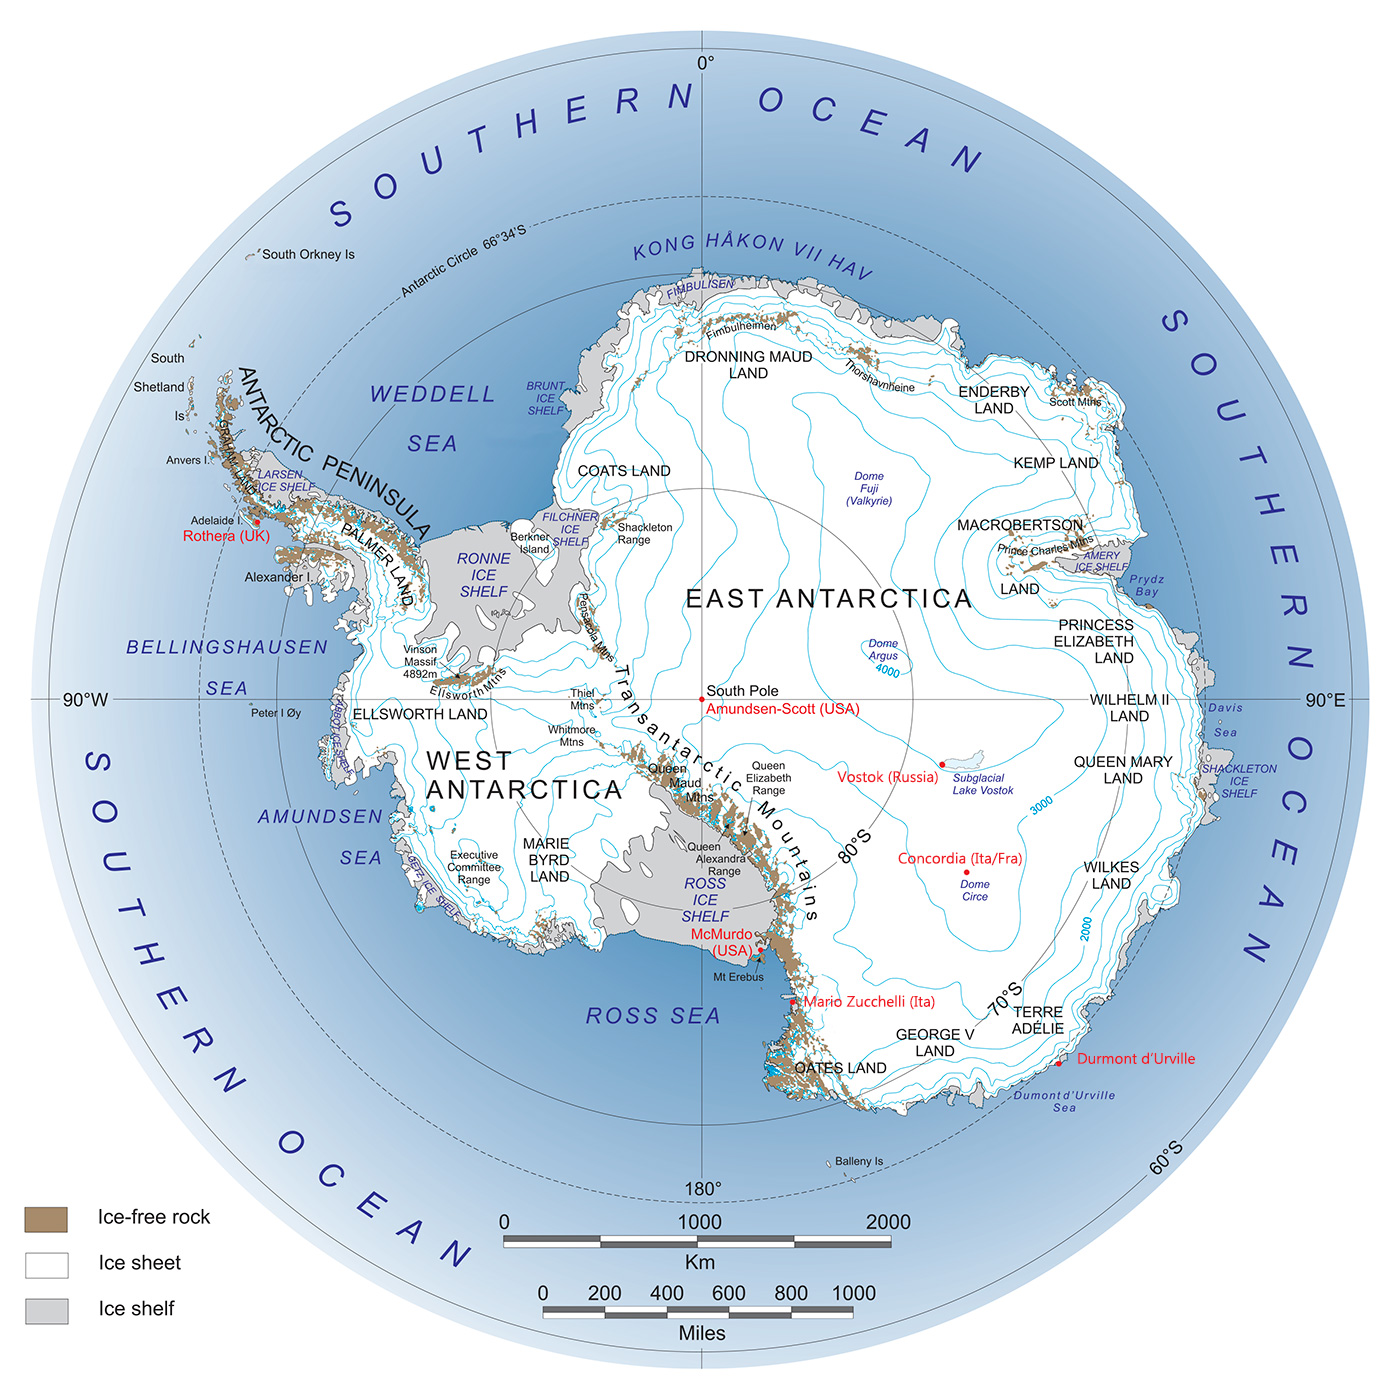 0°
SOUTHERN OCEAN
KONG HÅKON VII HAV
Antarctic Circle 66°34'S
South Orkney Is
FIMBULISEN
Fimbulheimen
DRONNING MAUD
LAND
Thorshavnheine
ENDERBY
LAND
Scott Mtns
SOUTHERN OCEAN
South
Shetland
Is
ANTARCTIC PENINSULA
WEDDELL
SEA
BRUNT
ICE
SHELF
GRAHAM LAND
Anvers I.
LARSEN
ICE SHELF
COATS LAND
Dome
Fuji
(Valkyrie)
KEMP LAND
Adelaide I.
Rothera (UK)
PALMER LAND
Alexander I.
FILCHNER
ICE
SHELF
Berkner
Island
Shackleton
Range
RONNE
ICE
SHELF
MACROBERTSON
LAND
Prince Charles Mtns
AMERY
ICE SHELF
Prydz
Bay
EAST ANTARCTICA
Pensacola Mtns
PRINCESS
ELIZABETH
LAND
BELLINGSHAUSEN
SEA
Vinson
Massif
4892m
Ellsworth Mtns
Dome
Argus
4000
Transantarctic Mountains
90°W
Peter I Øy
ABBOT ICE SHELF
ELLSWORTH LAND
Thiel
Mtns
South Pole
Amundsen-Scott (USA)
WILHELM II
LAND
Davis
Sea
90°E
Whitmore
Mtns
WEST
ANTARCTICA
Queen
Maud
Mtns
Queen
Elizabeth
Range
Vostok (Russia)
Subglacial
Lake Vostok
QUEEN MARY
LAND
SHACKLETON
ICE
SHELF
3000
AMUNDSEN
SEA
GETZ ICE SHELF
Executive
Committee
Range
MARIE
BYRD
LAND
Queen
Alexandra
Range
80°S
Concordia (Ita/Fra)
Dome
Circe
WILKES
LAND
ROSS
ICE
SHELF
2000
McMurdo
(USA)
Mt Erebus
Mario Zucchelli (Ita)
ROSS SEA
70°S
TERRE
ADÉLIE
GEORGE V
LAND
OATES LAND
Durmont d'Urville
Dumont d'Urville
Sea
SOUTHERN OCEAN
Balleny Is
60°S
180°
Ice-free rock
Ice sheet
Ice shelf
0 1000 2000
Km
0 200 400 600 800 1000
Miles